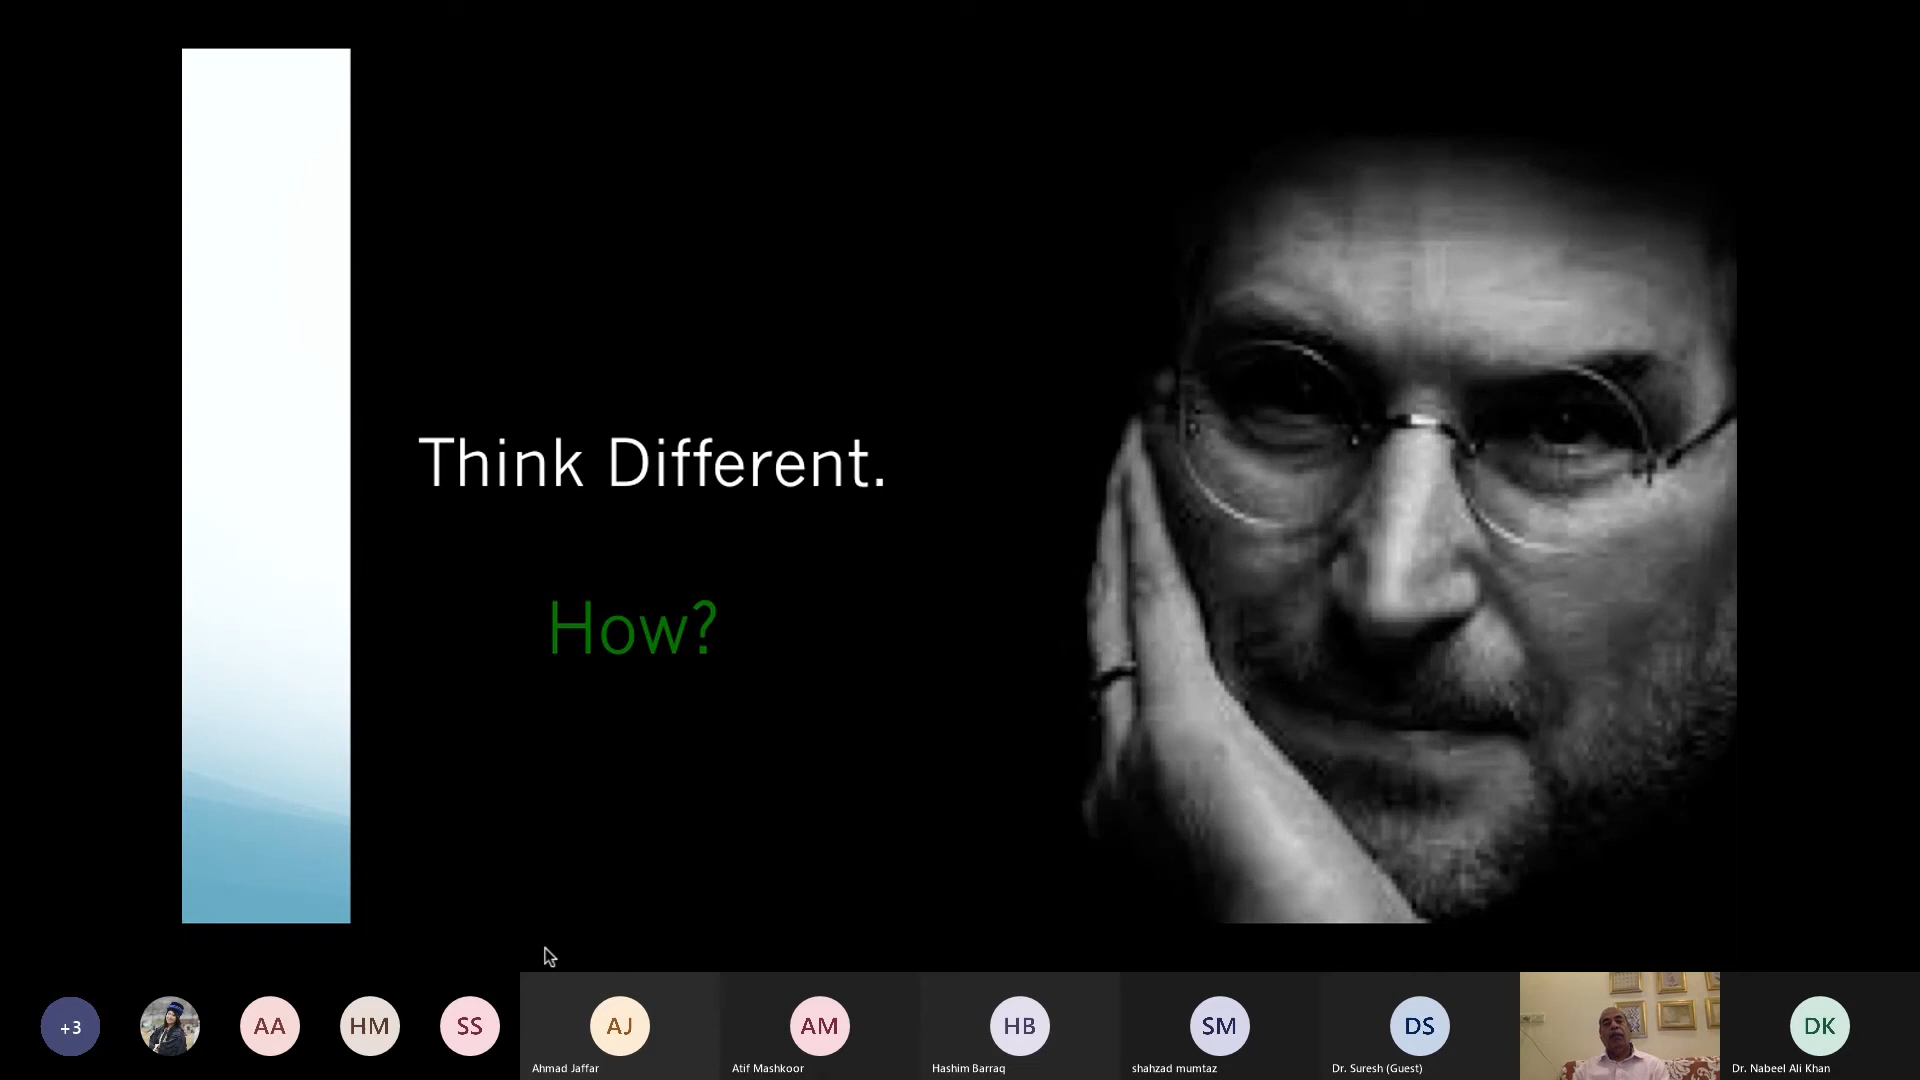 Think Different.
How?
+3
AA
HM
SS
AJ
Ahmad Jaffar
AM
Atif Mashkoor
HB
Hashim Barraq
SM
shahzad mumtaz
DS
Dr. Suresh (Guest)
DK
Dr. Nabeel Ali Khan